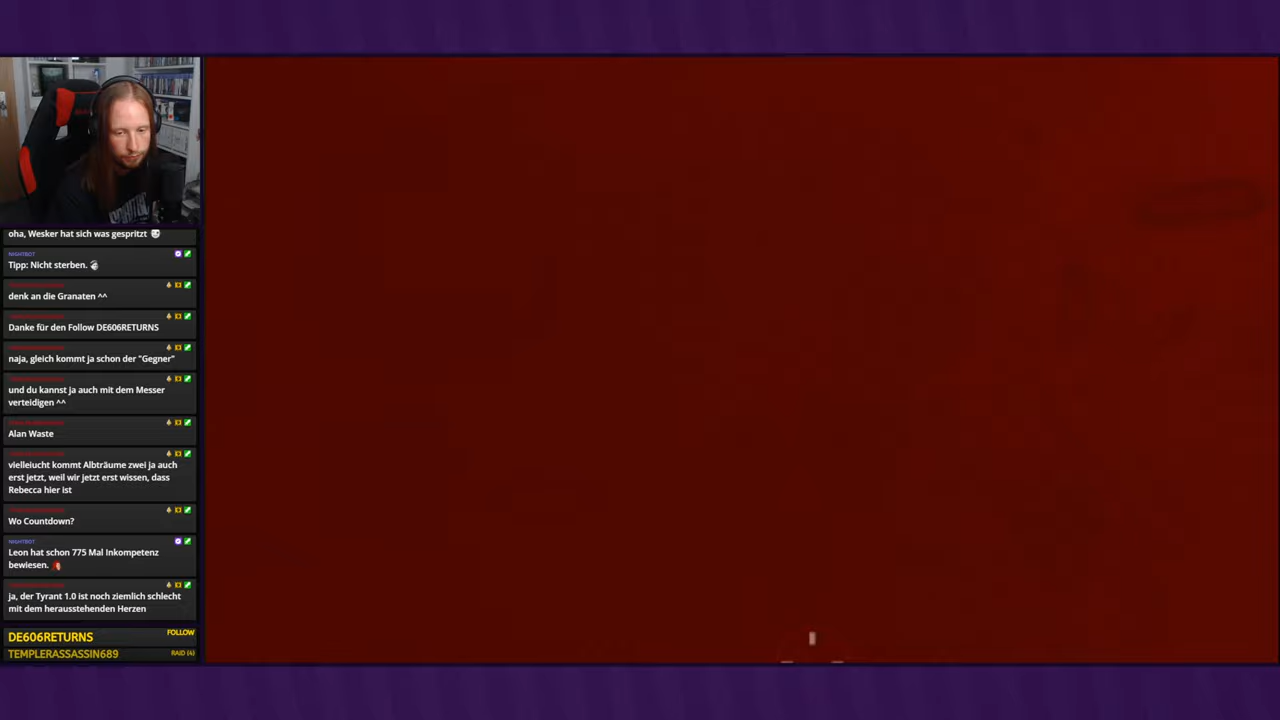 oha, Wesker hat sich was gespritzt
NIGHTBOT
Tipp: Nicht sterben.
denk an die Granaten ^^
Danke für den Follow DE606RETURNS
naja, gleich kommt ja schon der "Gegner"
und du kannst ja auch mit dem Messer
verteidigen ^^
Alan Waste
vielleiucht kommt Albträume zwei ja auch
erst jetzt, weil wir jetzt erst wissen, dass
Rebecca hier ist
Wo Countdown?
NIGHTBOT
Leon hat schon 775 Mal Inkompetenz
bewiesen.
ja, der Tyrant 1.0 ist noch ziemlich schlecht
mit dem herausstehenden Herzen
DE606RETURNS FOLLOW
TEMPLERASSASSIN689 RAID (4)